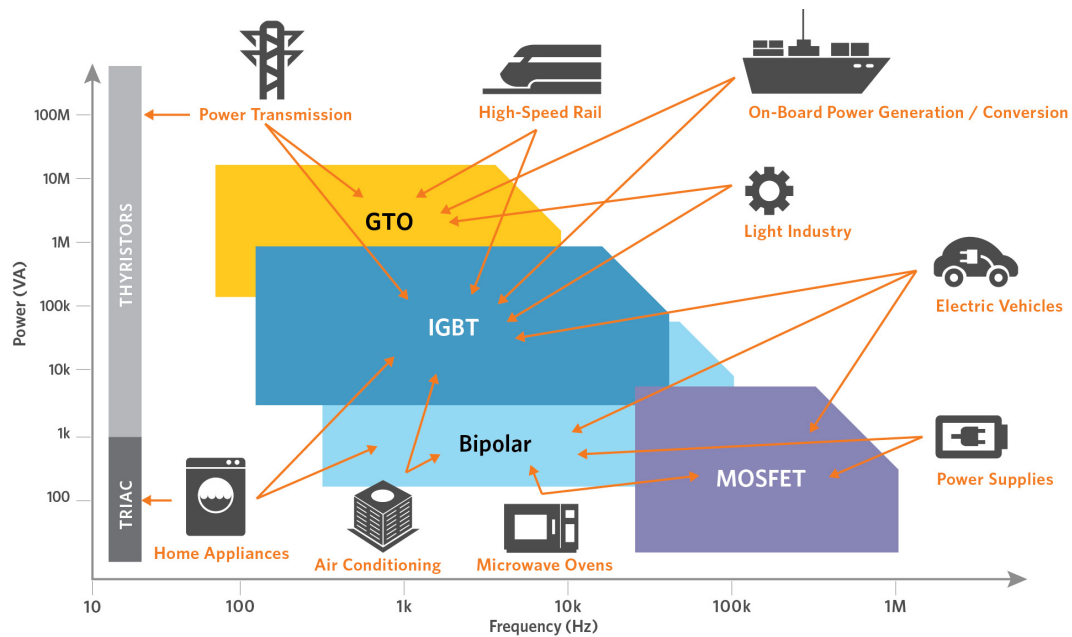 Power Transmission
High-Speed Rail
On-Board Power Generation / Conversion
Light Industry
Electric Vehicles
Power Supplies
Home Appliances
Air Conditioning
Microwave Ovens
GTO
IGBT
Bipolar
MOSFET
THYRISTORS
TRIAC
Power (VA)
100M
10M
1M
100k
10k
1k
100
10
100
1k
10k
100k
1M
Frequency (Hz)